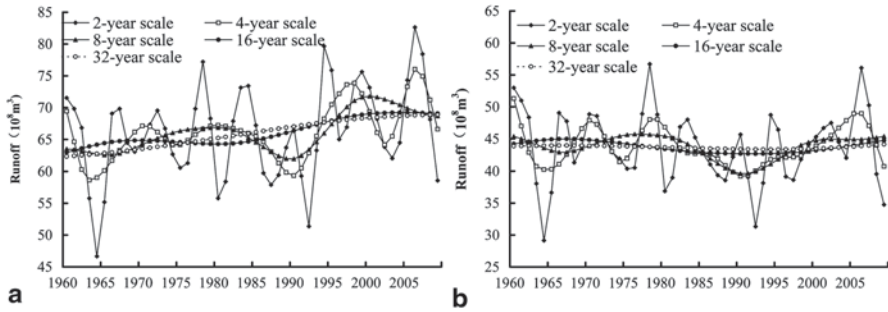 85
80
75
70
65
60
55
50
45
Runoff (10⁸m³)
2-year scale
4-year scale
8-year scale
16-year scale
32-year scale
1960 1965 1970 1975 1980 1985 1990 1995 2000 2005
a
65
60
55
50
45
40
35
30
25
Runoff (10⁸m³)
2-year scale
4-year scale
8-year scale
16-year scale
32-year scale
1960 1965 1970 1975 1980 1985 1990 1995 2000 2005
b